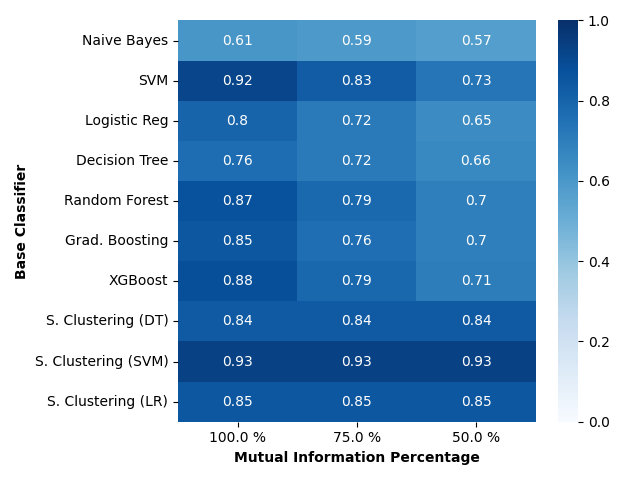 Naive Bayes 0.61 0.59 0.57 1.0
SVM 0.92 0.83 0.73
0.8
Logistic Reg 0.8 0.72 0.65
Decision Tree 0.76 0.72 0.66
0.6
Random Forest 0.87 0.79 0.7
Base Classifier
Grad. Boosting 0.85 0.76 0.7
0.4
XGBoost 0.88 0.79 0.71
S. Clustering (DT) 0.84 0.84 0.84
0.2
S. Clustering (SVM) 0.93 0.93 0.93
S. Clustering (LR) 0.85 0.85 0.85
0.0
100.0 % 75.0 % 50.0 %
Mutual Information Percentage